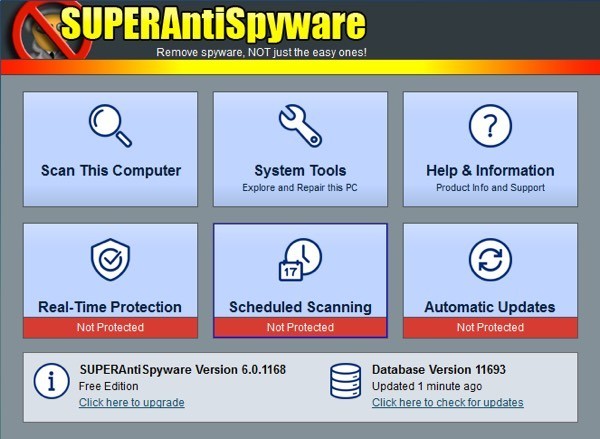 SUPERAntiSpyware
Remove spyware, NOT just the easy ones!
Scan This Computer
System Tools
Explore and Repair this PC
Help & Information
Product Info and Support
Real-Time Protection
Not Protected
17
Scheduled Scanning
Not Protected
Automatic Updates
Not Protected
SUPERAntiSpyware Version 6.0.1168
Free Edition
Click here to upgrade
Database Version 11693
Updated 1 minute ago
Click here to check for updates